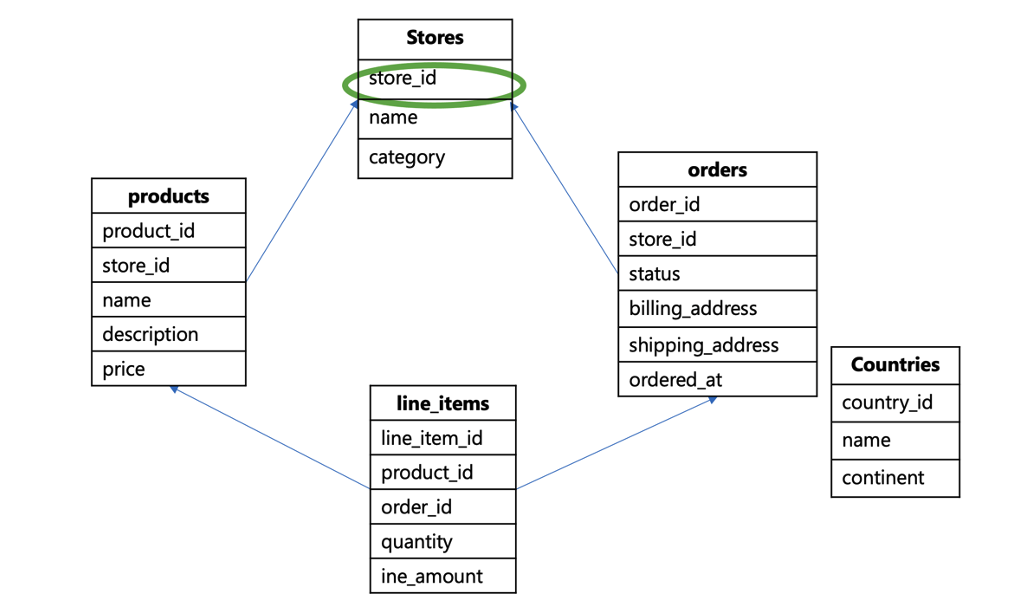 Stores
store_id
name
category
products
product_id
store_id
name
description
price
orders
order_id
store_id
status
billing_address
shipping_address
ordered_at
line_items
line_item_id
product_id
order_id
quantity
ine_amount
Countries
country_id
name
continent